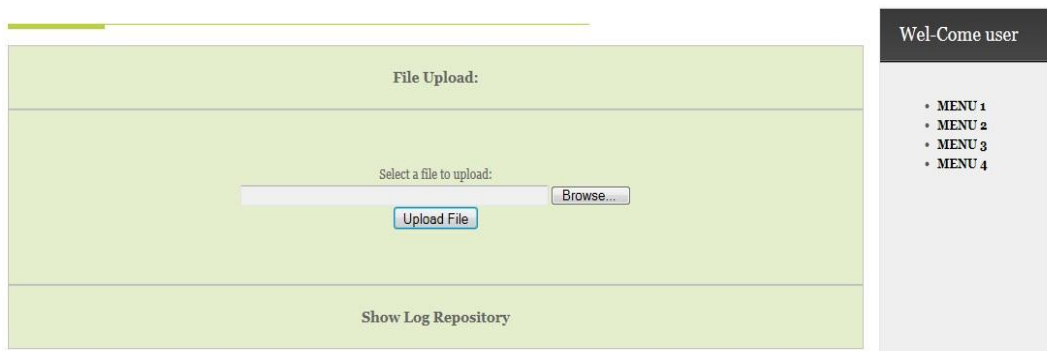 File Upload:
Select a file to upload:
Browse...
Upload File
Show Log Repository
Wel-Come user
• MENU 1
• MENU 2
• MENU 3
• MENU 4